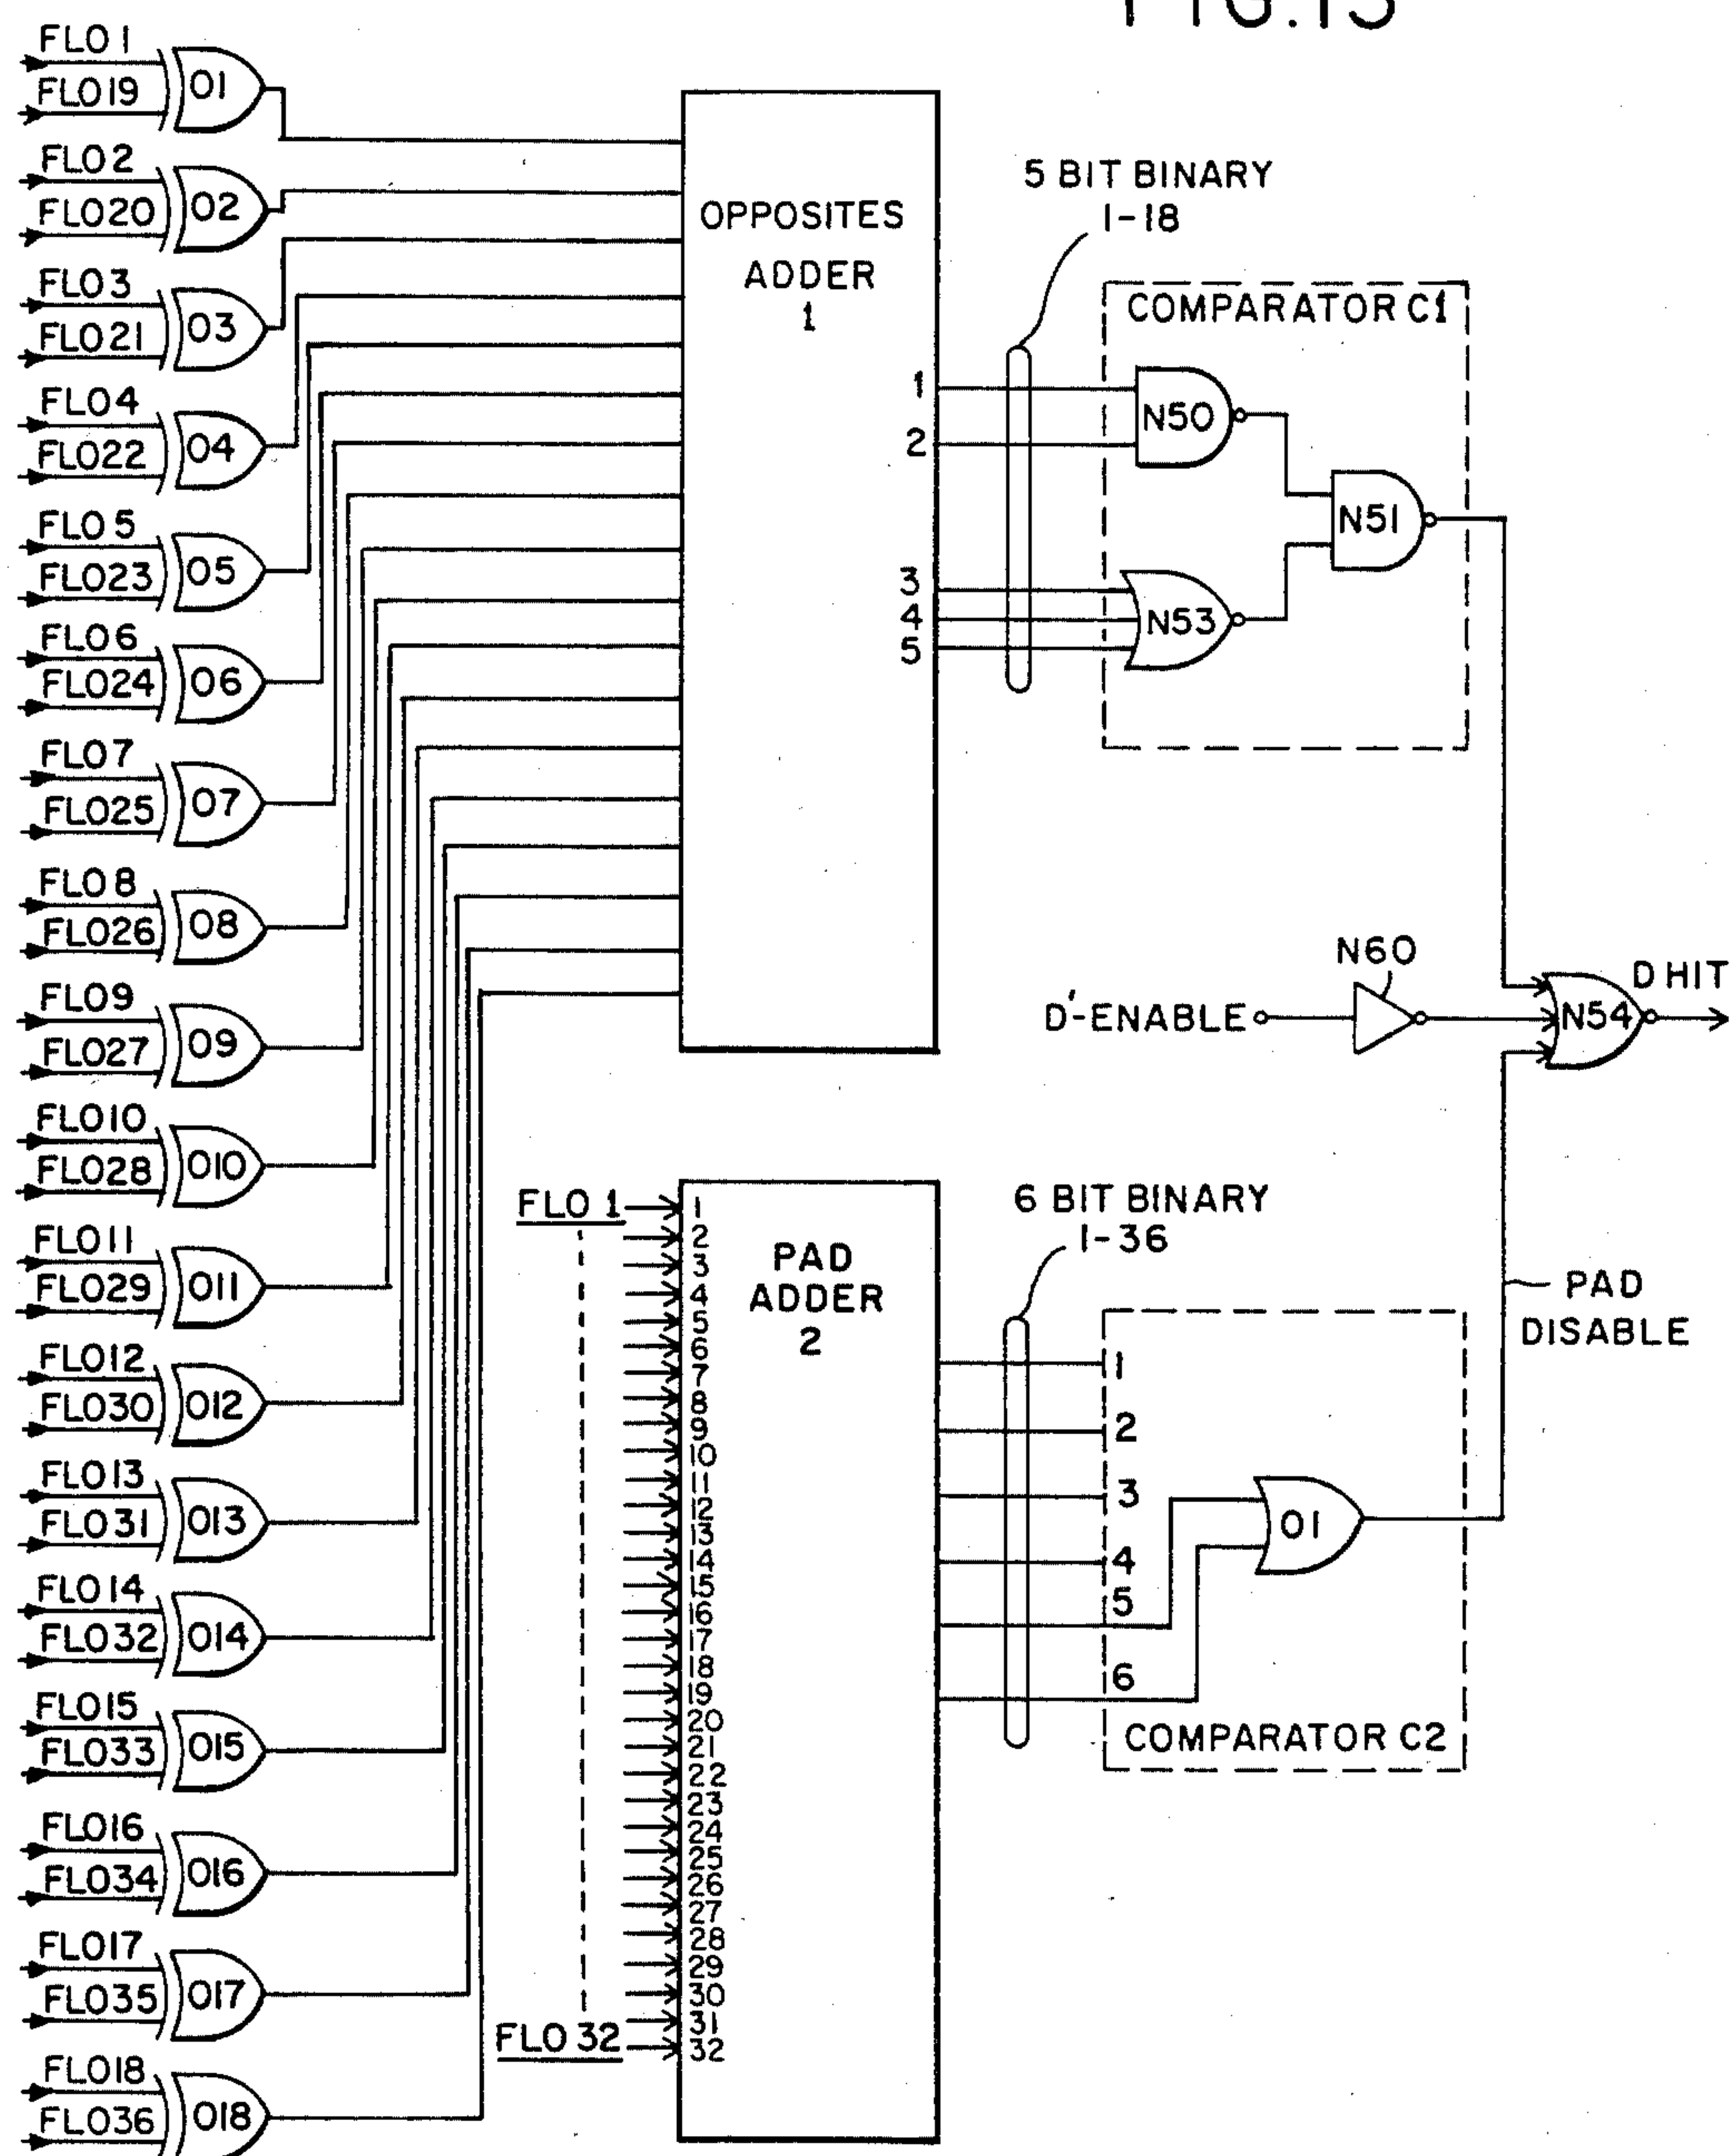 FIG.13
FLO1
FLO19
O1
FLO2
FLO20
O2
FLO3
FLO21
O3
FLO4
FLO22
O4
FLO5
FLO23
O5
FLO6
FLO24
O6
FLO7
FLO25
O7
FLO8
FLO26
O8
FLO9
FLO27
O9
FLO10
FLO28
O10
FLO11
FLO29
O11
FLO12
FLO30
O12
FLO13
FLO31
O13
FLO14
FLO32
O14
FLO15
FLO33
O15
FLO16
FLO34
O16
FLO17
FLO35
O17
FLO18
FLO36
O18
OPPOSITES
ADDER
1
1
2
3
4
5
5 BIT BINARY
1-18
COMPARATOR C1
N50
N51
N53
N60
D'-ENABLE
N54
D HIT
FLO 1
FLO 32
1
2
3
4
5
6
7
8
9
10
11
12
13
14
15
16
17
18
19
20
21
22
23
24
25
26
27
28
29
30
31
32
PAD
ADDER
2
6 BIT BINARY
1-36
1
2
3
4
5
6
O1
COMPARATOR C2
PAD
DISABLE